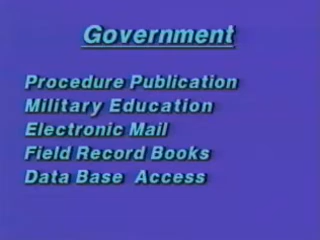 Government
Procedure Publication
Military Education
Electronic Mail
Field Record Books
Data Base Access